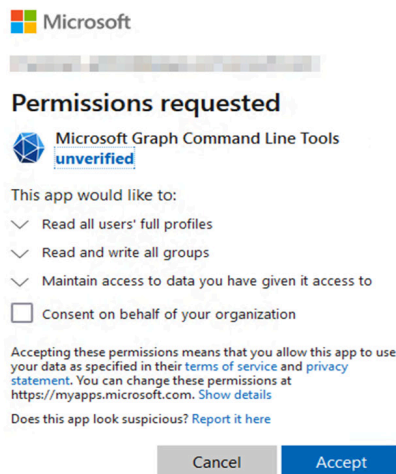 Microsoft
Permissions requested
Microsoft Graph Command Line Tools
unverified
This app would like to:
Read all users' full profiles
Read and write all groups
Maintain access to data you have given it access to
Consent on behalf of your organization
Accepting these permissions means that you allow this app to use
your data as specified in their terms of service and privacy
statement. You can change these permissions at
https://myapps.microsoft.com. Show details
Does this app look suspicious? Report it here
Cancel
Accept